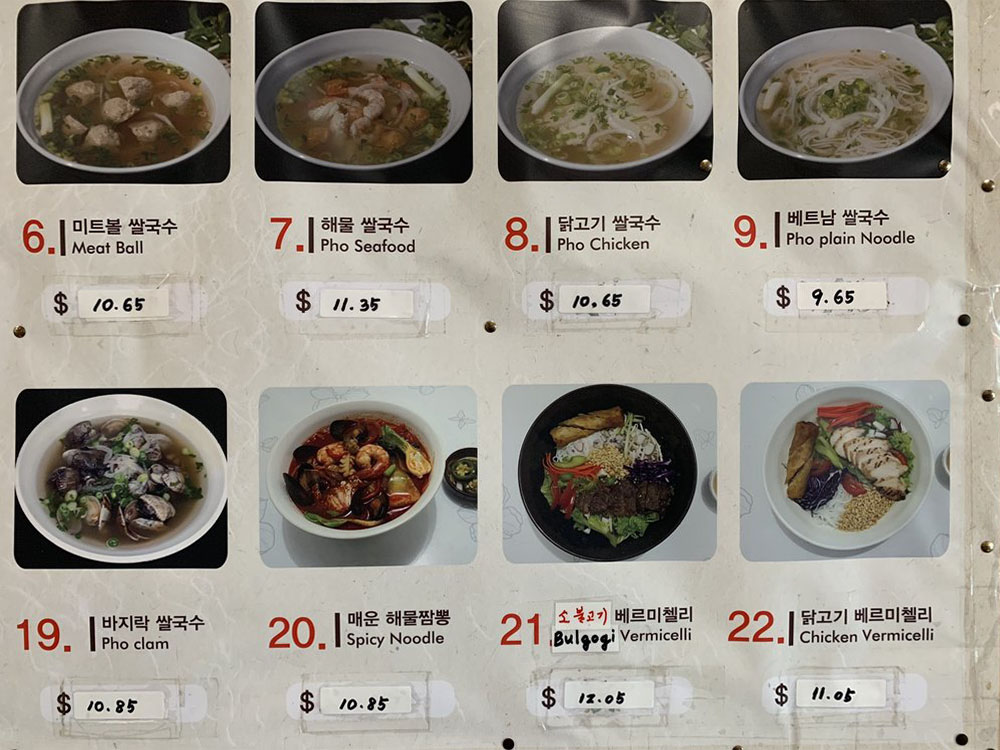 6. 미트볼 쌀국수
Meat Ball
$ 10.65
7. 해물 쌀국수
Pho Seafood
$ 11.35
8. 닭고기 쌀국수
Pho Chicken
$ 10.65
9. 베트남 쌀국수
Pho plain Noodle
$ 9.65
19. 바지락 쌀국수
Pho clam
$ 10.85
20. 매운 해물짬뽕
Spicy Noodle
$ 10.85
21. 소불고기 베르미첼리
Bulgogi Vermicelli
$ 12.05
22. 닭고기 베르미첼리
Chicken Vermicelli
$ 11.05